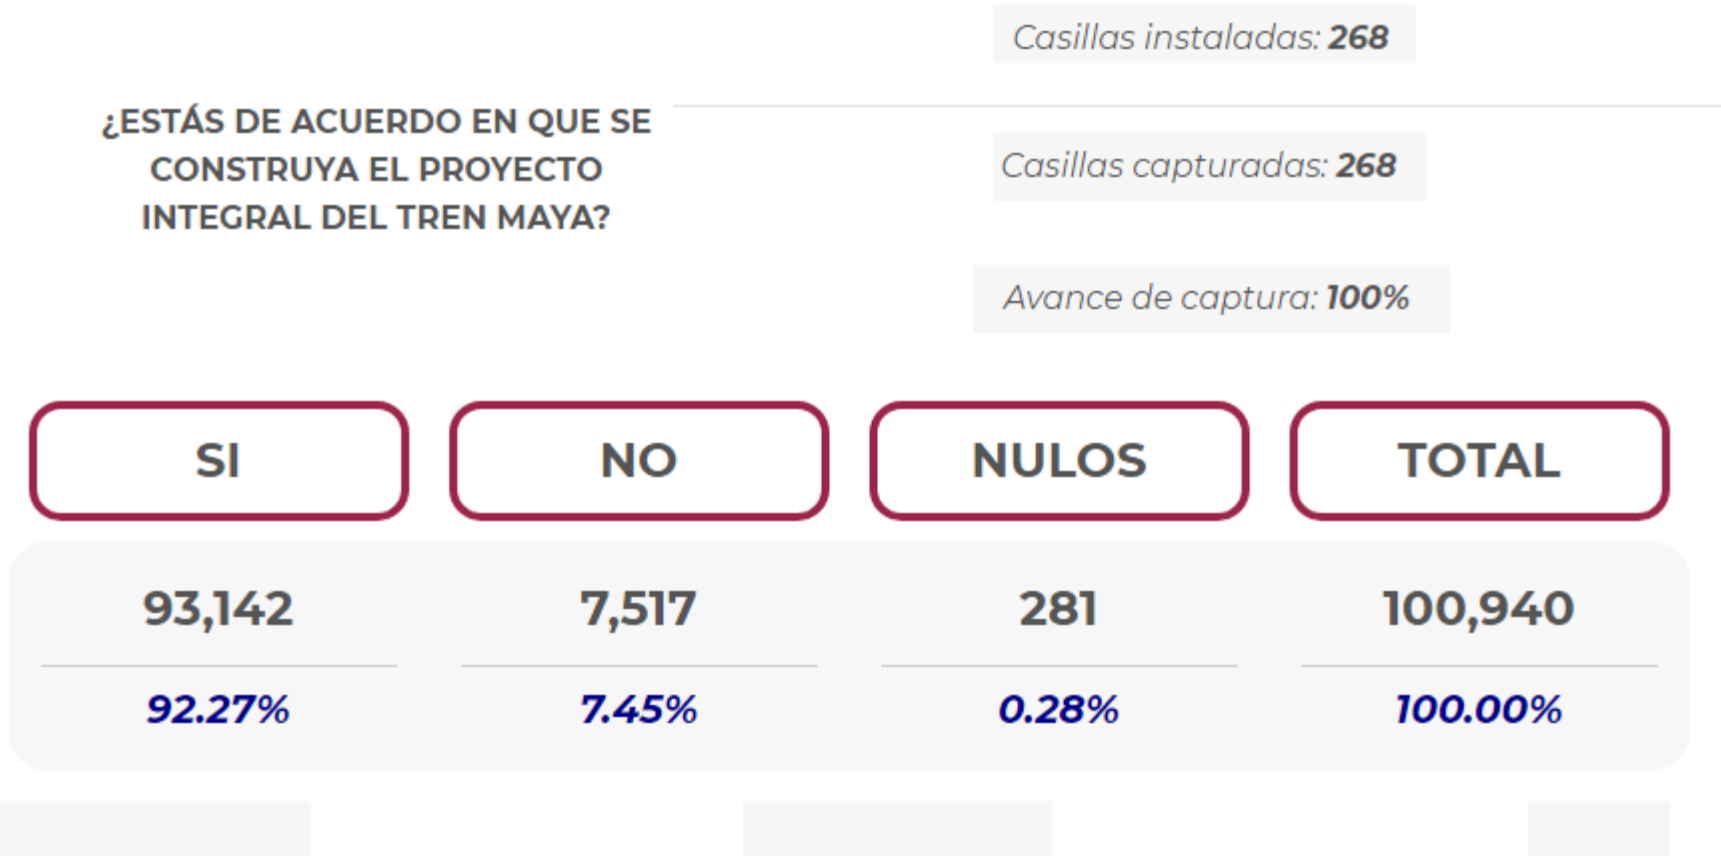 Casillas instaladas: 268
¿ESTÁS DE ACUERDO EN QUE SE
CONSTRUYA EL PROYECTO
INTEGRAL DEL TREN MAYA?
Casillas capturadas: 268
Avance de captura: 100%
SI
NO
NULOS
TOTAL
93,142
7,517
281
100,940
92.27%
7.45%
0.28%
100.00%